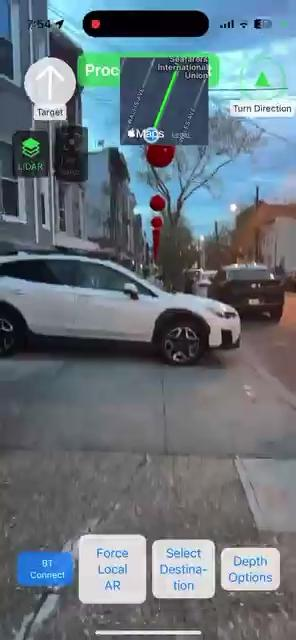 7:54
Seafarers
International
Union
Proc
t
Target
Turn Direction
Maps
LEGAL
LiDAR
BT
Connect
Force
Local
AR
Select
Destina-
tion
Depth
Options